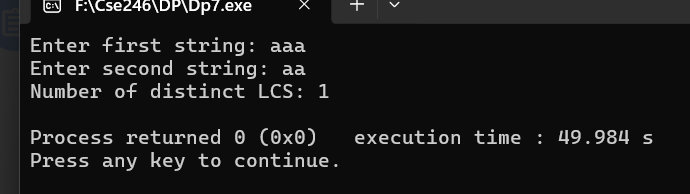 F:\Cse246\DP\Dp7.exe
Enter first string: aaa
Enter second string: aa
Number of distinct LCS: 1
Process returned 0 (0x0)   execution time : 49.984 s
Press any key to continue.